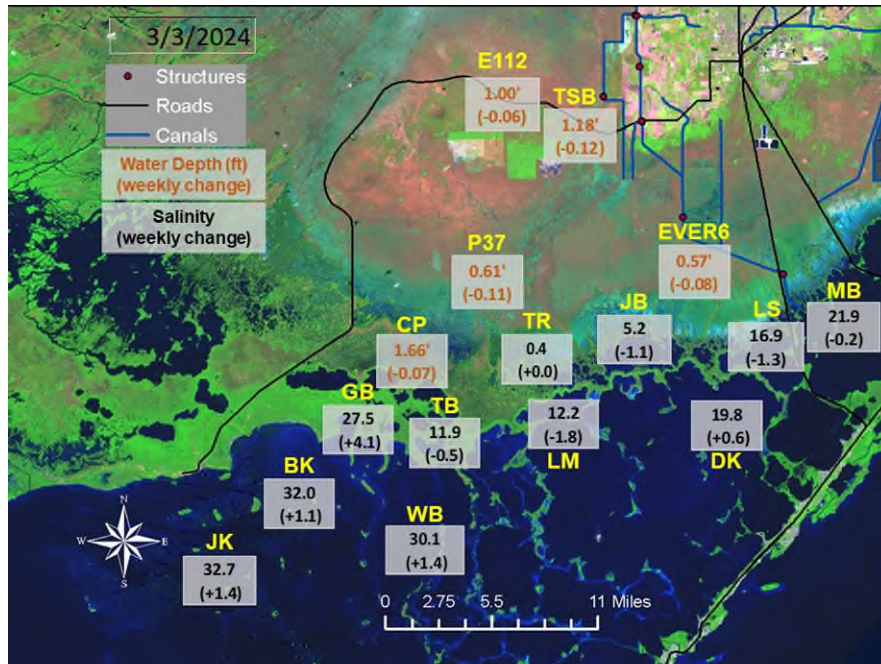 3/3/2024
Structures
Roads
Canals
Water Depth (ft)
(weekly change)
Salinity
(weekly change)
E112
1.00'
(-0.06)
TSB
1.18'
(-0.12)
P37
0.61'
(-0.11)
EVER6
0.57'
(-0.08)
CP
1.66'
(-0.07)
TR
0.4
(+0.0)
JB
5.2
(-1.1)
LS
16.9
(-1.3)
MB
21.9
(-0.2)
GB
27.5
(+4.1)
TB
11.9
(-0.5)
12.2
(-1.8)
LM
19.8
(+0.6)
DK
BK
32.0
(+1.1)
WB
30.1
(+1.4)
JK
32.7
(+1.4)
N
W
E
S
0 2.75 5.5 11 Miles